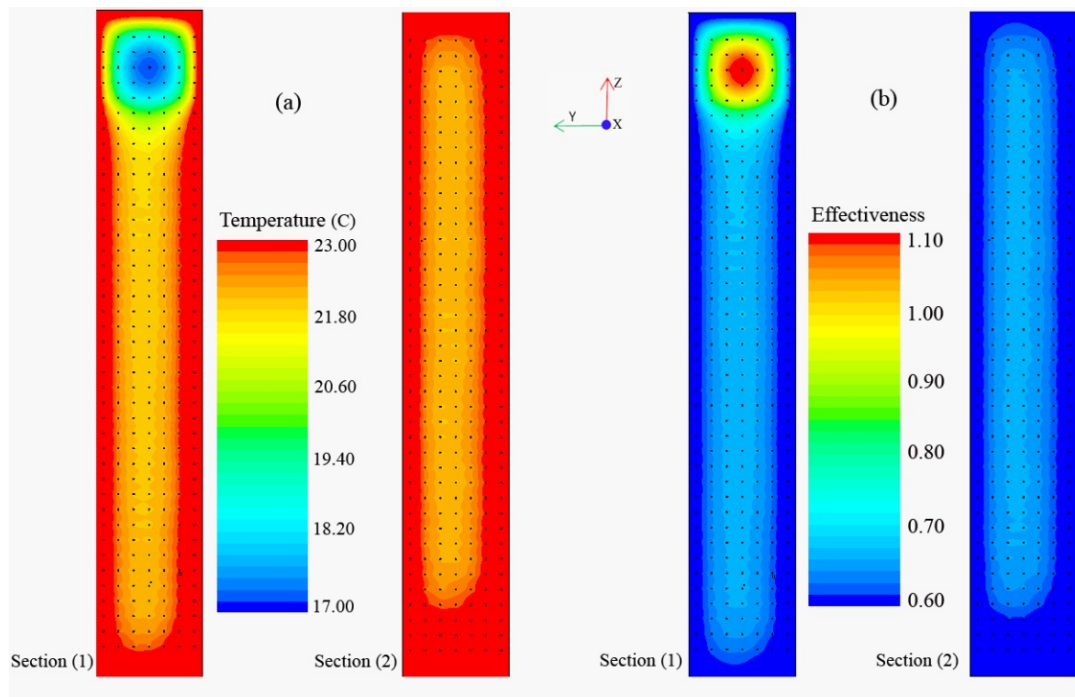 (a)
Z
Y
X
(b)
Temperature (C)
23.00
21.80
20.60
19.40
18.20
17.00
Effectiveness
1.10
1.00
0.90
0.80
0.70
0.60
Section (1)
Section (2)
Section (1)
Section (2)